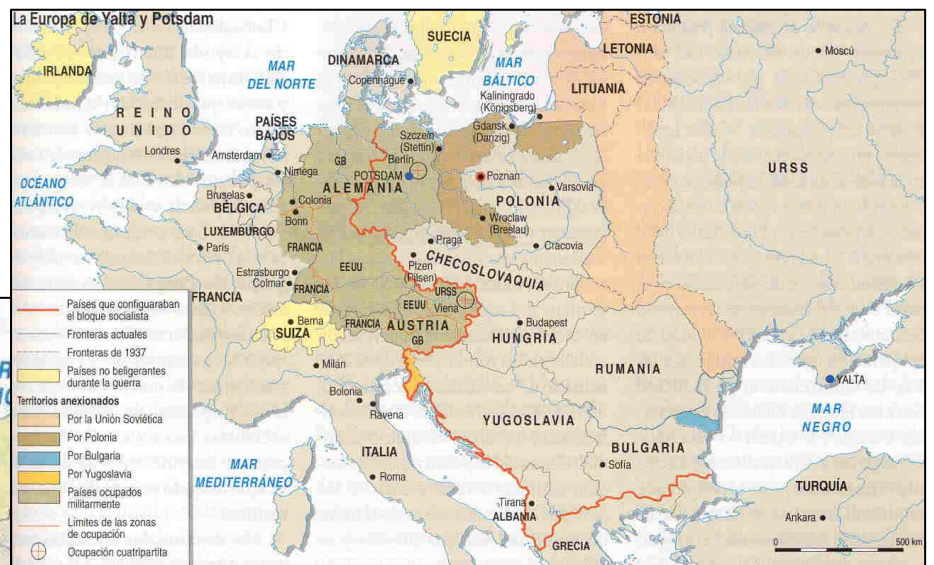 La Europa de Yalta y Potsdam
ESTONIA
LETONIA
LITUANIA
Moscú
SUECIA
DINAMARCA
Copenhague
MAR
DEL NORTE
MAR
BÁLTICO
IRLANDA
REINO
UNIDO
Londres
PAÍSES
BAJOS
Amsterdam
Nimega
Kaliningrado
(Königsberg)
Gdansk
(Danzig)
Szczein
(Stettin)
Berlín
POTSDAM
GB
ALEMANIA
Poznan
Varsovia
POLONIA
Wroclaw
(Breslau)
Cracovia
URSS
OCÉANO
ATLÁNTICO
Bruselas
BÉLGICA
Colonia
Bonn
LUXEMBURGO
París
FRANCIA
EEUU
Praga
Plzen
(Pilsen)
CHECOSLOVAQUIA
Estrasburgo
Colmar
FRANCIA
FRANCIA
URSS
EEUU
Viena
FRANCIA
AUSTRIA
GB
SUIZA
Berna
Budapest
HUNGRÍA
Milán
Bolonia
Ravena
RUMANIA
YALTA
MAR
NEGRO
YUGOSLAVIA
BULGARIA
Sofía
ITALIA
Roma
MAR
MEDITERRÁNEO
Tirana
ALBANIA
GRECIA
TURQUÍA
Ankara
0 500 km
Países que configuaraban
el bloque socialista
Fronteras actuales
Fronteras de 1937
Países no beligerantes
durante la guerra
Territorios anexionados
Por la Unión Soviética
Por Polonia
Por Bulgaria
Por Yugoslavia
Países ocupados
militarmente
Límites de las zonas
de ocupación
Ocupación cuatripartita